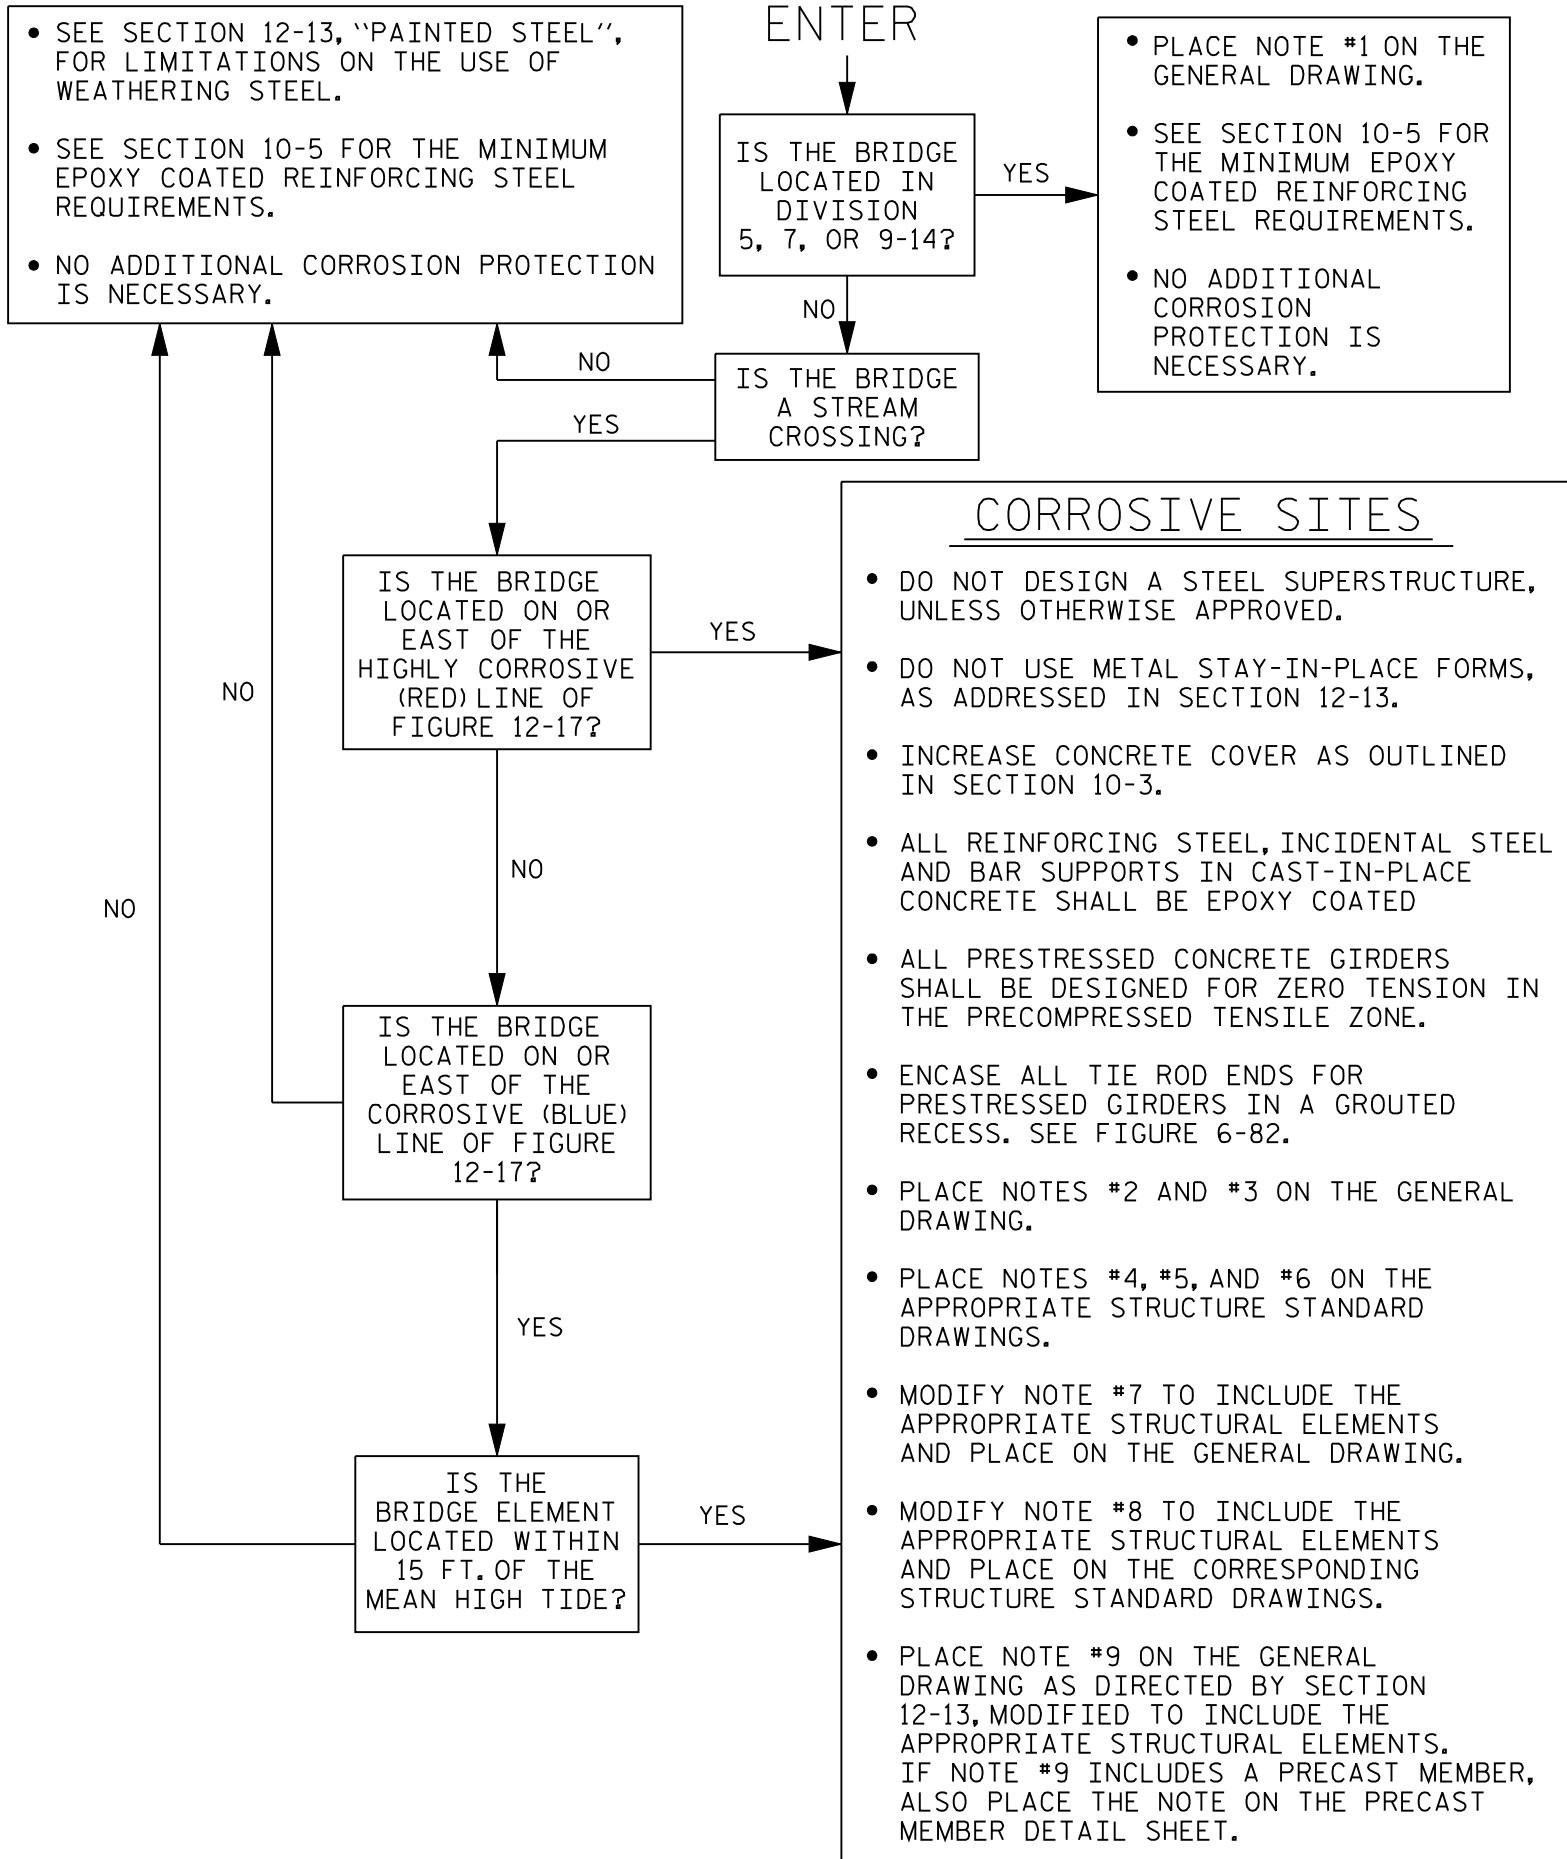 ENTER
• SEE SECTION 12-13, ‶PAINTED STEEL″,
FOR LIMITATIONS ON THE USE OF
WEATHERING STEEL.
• SEE SECTION 10-5 FOR THE MINIMUM
EPOXY COATED REINFORCING STEEL
REQUIREMENTS.
• NO ADDITIONAL CORROSION PROTECTION
IS NECESSARY.
IS THE BRIDGE
LOCATED IN
DIVISION
5, 7, OR 9-14?
YES
• PLACE NOTE #1 ON THE
GENERAL DRAWING.
• SEE SECTION 10-5 FOR
THE MINIMUM EPOXY
COATED REINFORCING
STEEL REQUIREMENTS.
• NO ADDITIONAL
CORROSION
PROTECTION IS
NECESSARY.
NO
IS THE BRIDGE
A STREAM
CROSSING?
NO
YES
IS THE BRIDGE
LOCATED ON OR
EAST OF THE
HIGHLY CORROSIVE
(RED) LINE OF
FIGURE 12-17?
YES
NO
NO
NO
IS THE BRIDGE
LOCATED ON OR
EAST OF THE
CORROSIVE (BLUE)
LINE OF FIGURE
12-17?
YES
IS THE
BRIDGE ELEMENT
LOCATED WITHIN
15 FT. OF THE
MEAN HIGH TIDE?
YES
CORROSIVE SITES
• DO NOT DESIGN A STEEL SUPERSTRUCTURE,
UNLESS OTHERWISE APPROVED.
• DO NOT USE METAL STAY-IN-PLACE FORMS,
AS ADDRESSED IN SECTION 12-13.
• INCREASE CONCRETE COVER AS OUTLINED
IN SECTION 10-3.
• ALL REINFORCING STEEL, INCIDENTAL STEEL
AND BAR SUPPORTS IN CAST-IN-PLACE
CONCRETE SHALL BE EPOXY COATED
• ALL PRESTRESSED CONCRETE GIRDERS
SHALL BE DESIGNED FOR ZERO TENSION IN
THE PRECOMPRESSED TENSILE ZONE.
• ENCASE ALL TIE ROD ENDS FOR
PRESTRESSED GIRDERS IN A GROUTED
RECESS. SEE FIGURE 6-82.
• PLACE NOTES #2 AND #3 ON THE GENERAL
DRAWING.
• PLACE NOTES #4, #5, AND #6 ON THE
APPROPRIATE STRUCTURE STANDARD
DRAWINGS.
• MODIFY NOTE #7 TO INCLUDE THE
APPROPRIATE STRUCTURAL ELEMENTS
AND PLACE ON THE GENERAL DRAWING.
• MODIFY NOTE #8 TO INCLUDE THE
APPROPRIATE STRUCTURAL ELEMENTS
AND PLACE ON THE CORRESPONDING
STRUCTURE STANDARD DRAWINGS.
• PLACE NOTE #9 ON THE GENERAL
DRAWING AS DIRECTED BY SECTION
12-13, MODIFIED TO INCLUDE THE
APPROPRIATE STRUCTURAL ELEMENTS.
IF NOTE #9 INCLUDES A PRECAST MEMBER,
ALSO PLACE THE NOTE ON THE PRECAST
MEMBER DETAIL SHEET.